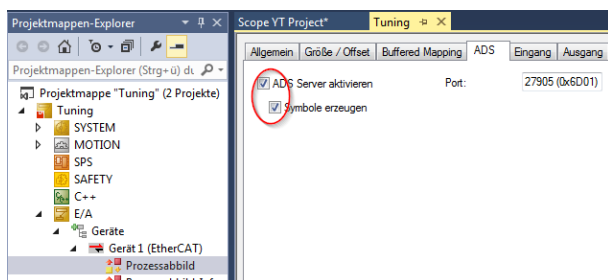 Projektmappen-Explorer
Scope YT Project*
Tuning
Allgemein Größe / Offset Buffered Mapping ADS Eingang Ausgang
Projektmappen-Explorer (Strg+ü) du
ADS Server aktivieren Port: 27905 (0x6D01)
Symbole erzeugen
Projektmappe "Tuning" (2 Projekte)
Tuning
SYSTEM
MOTION
SPS
SAFETY
C++
E/A
Geräte
Gerät 1 (EtherCAT)
Prozessabbild